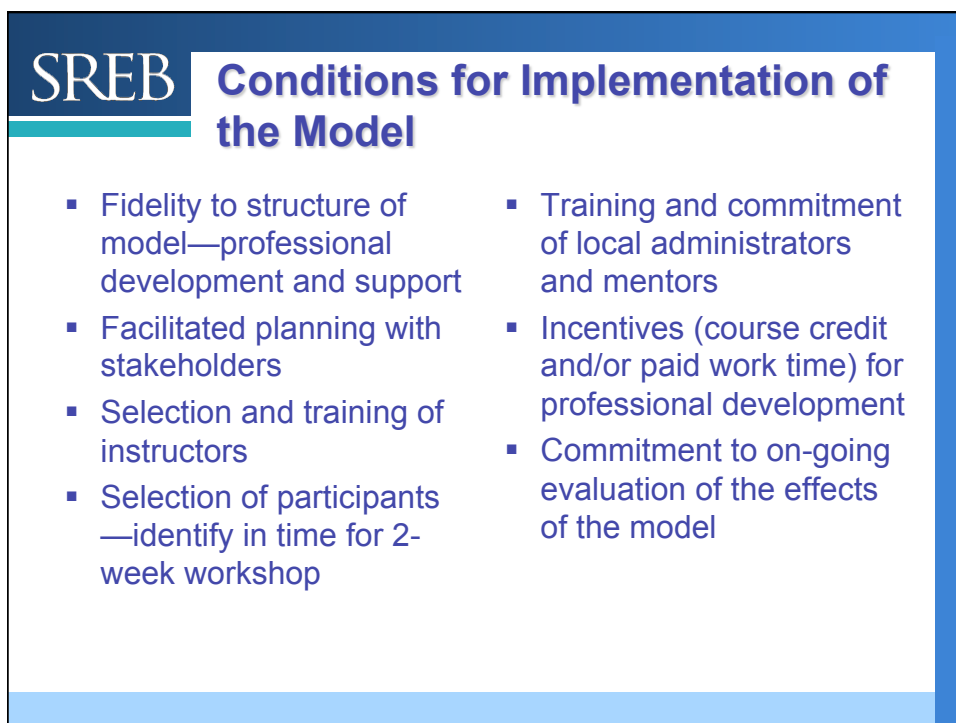 SREB
Conditions for Implementation of
the Model
▪ Fidelity to structure of
model—professional
development and support
▪ Facilitated planning with
stakeholders
▪ Selection and training of
instructors
▪ Selection of participants
—identify in time for 2-
week workshop
▪ Training and commitment
of local administrators
and mentors
▪ Incentives (course credit
and/or paid work time) for
professional development
▪ Commitment to on-going
evaluation of the effects
of the model